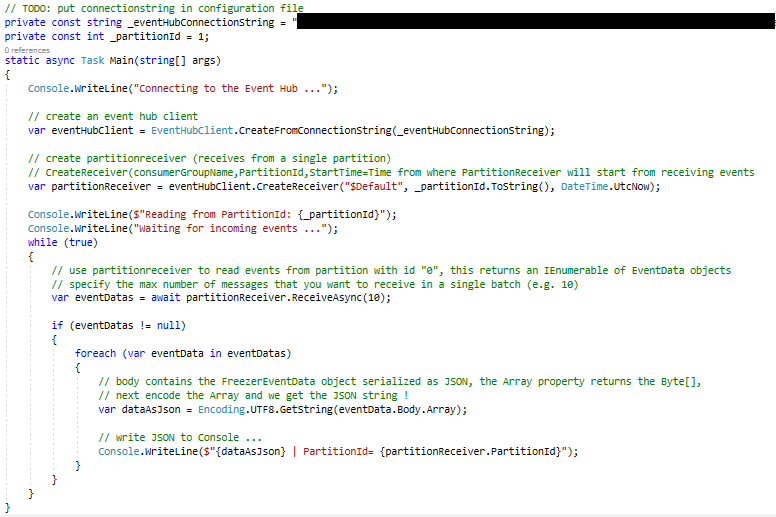 // TODO: put connectionstring in configuration file
private const string _eventHubConnectionString = "
private const int _partitionId = 1;
0 references
static async Task Main(string[] args)
{
    Console.WriteLine("Connecting to the Event Hub ...");

    // create an event hub client
    var eventHubClient = EventHubClient.CreateFromConnectionString(_eventHubConnectionString);

    // create partitionreceiver (receives from a single partition)
    // CreateReceiver(consumerGroupName,PartitionId,StartTime=Time from where PartitionReceiver will start from receiving events
    var partitionReceiver = eventHubClient.CreateReceiver("$Default", _partitionId.ToString(), DateTime.UtcNow);

    Console.WriteLine($"Reading from PartitionId: {_partitionId}");
    Console.WriteLine("Waiting for incoming events ...");
    while (true)
    {
        // use partitionreceiver to read events from partition with id "0", this returns an IEnumerable of EventData objects
        // specify the max number of messages that you want to receive in a single batch (e.g. 10)
        var eventDatas = await partitionReceiver.ReceiveAsync(10);

        if (eventDatas != null)
        {
            foreach (var eventData in eventDatas)
            {
                // body contains the FreezerEventData object serialized as JSON, the Array property returns the Byte[],
                // next encode the Array and we get the JSON string !
                var dataAsJson = Encoding.UTF8.GetString(eventData.Body.Array);

                // write JSON to Console ...
                Console.WriteLine($"{dataAsJson} | PartitionId= {partitionReceiver.PartitionId}");
            }
        }
    }
}